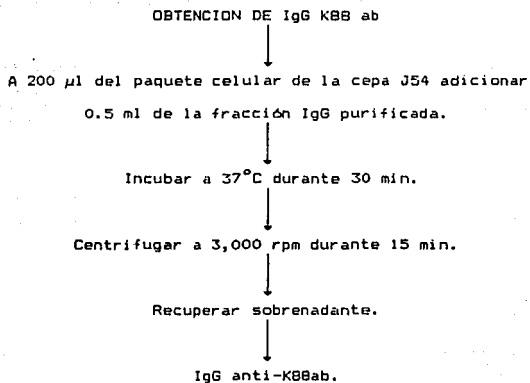 OBTENCION DE IgG K88 ab
A 200 µl del paquete celular de la cepa J54 adicionar
0.5 ml de la fracción IgG purificada.
Incubar a 37°C durante 30 min.
Centrifugar a 3,000 rpm durante 15 min.
Recuperar sobrenadante.
IgG anti-K88ab.